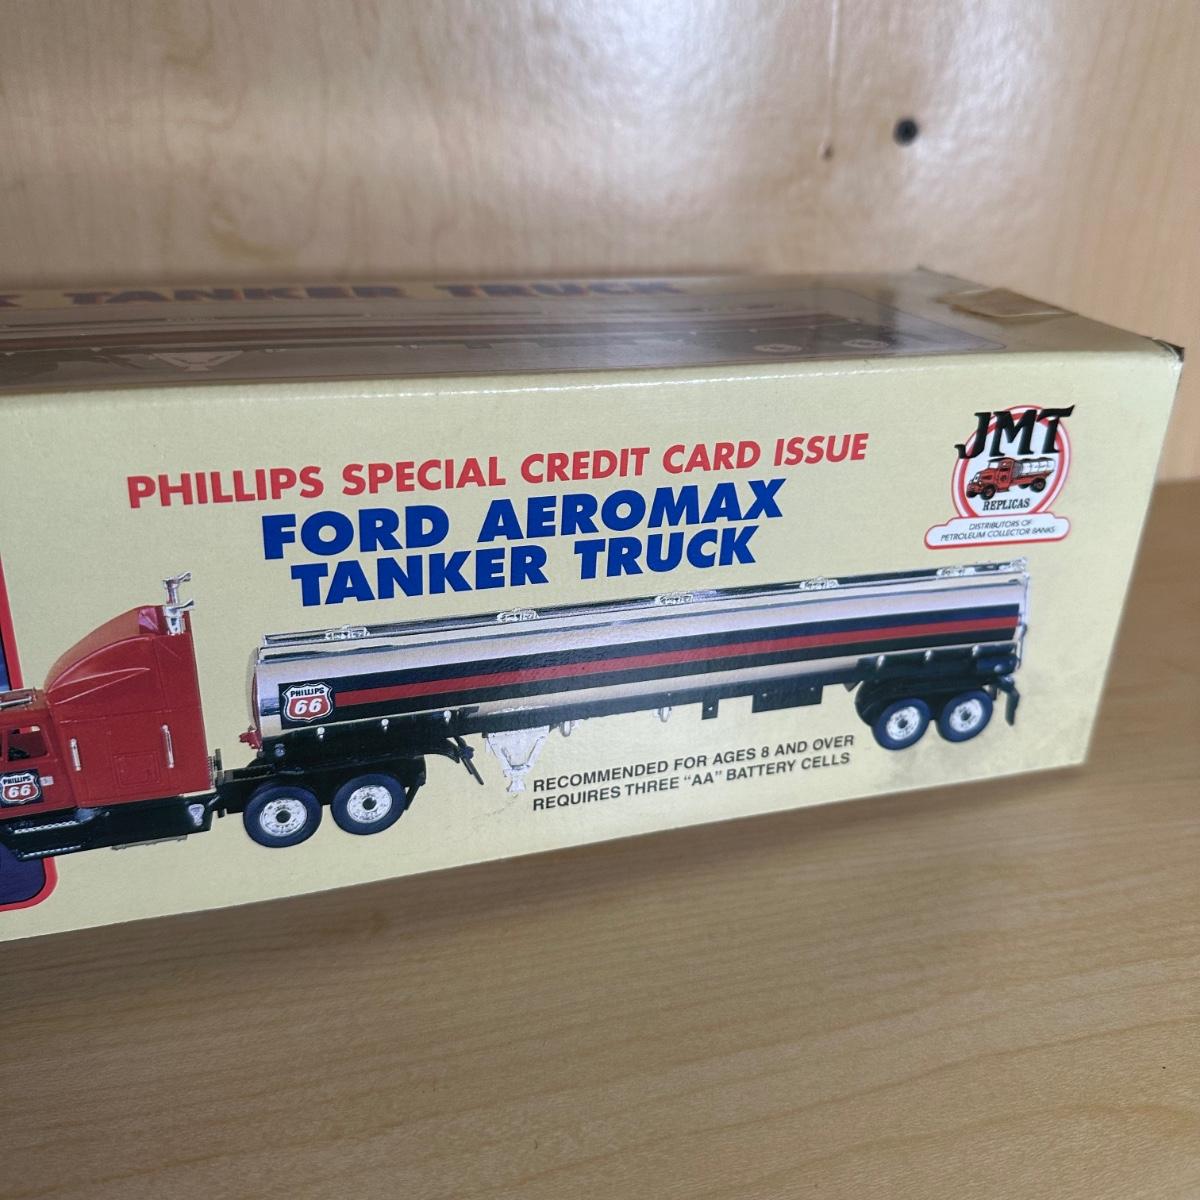 TANKER TRUCK
PHILLIPS SPECIAL CREDIT CARD ISSUE
FORD AEROMAX
TANKER TRUCK
JMT
REPLICAS
DISTRIBUTORS OF
PETROLEUM COLLECTOR BANKS
PHILLIPS
66
PHILLIPS
66
RECOMMENDED FOR AGES 8 AND OVER
REQUIRES THREE "AA" BATTERY CELLS